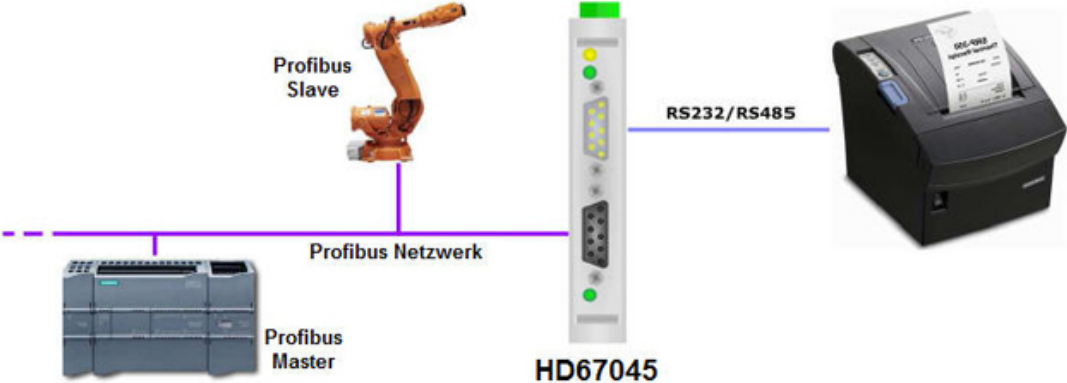 Profibus
Slave
RS232/RS485
Profibus Netzwerk
Profibus
Master
HD67045